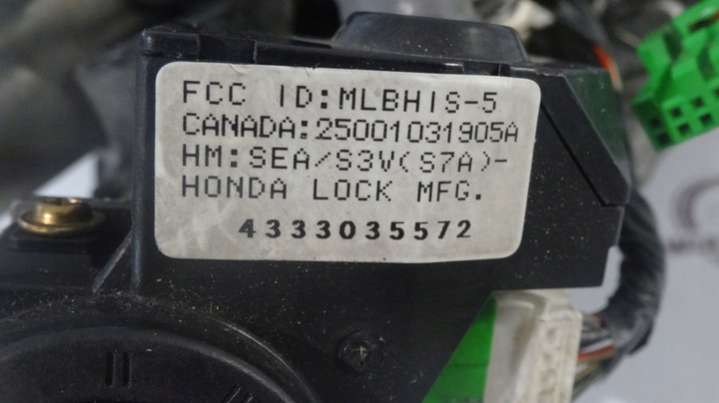 FCC ID:MLBHIS-5
CANADA:25001031905A
HM:SEA/S3V(S7A)-
HONDA LOCK MFG.
4333035572